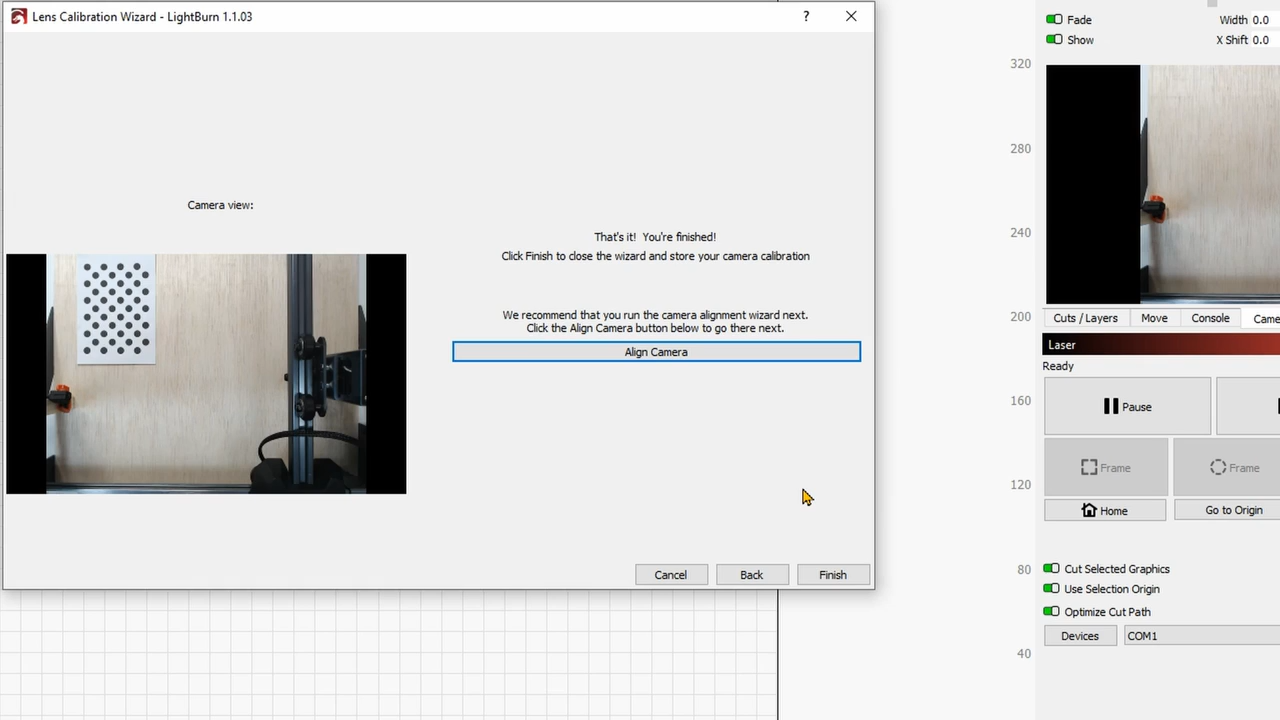 Lens Calibration Wizard - LightBurn 1.1.03
?
Camera view:
That's it! You're finished!
Click Finish to close the wizard and store your camera calibration
We recommend that you run the camera alignment wizard next.
Click the Align Camera button below to go there next.
Align Camera
Cancel
Back
Finish
320
280
240
200
160
120
80
40
Fade
Width 0.0
Show
X Shift 0.0
Cuts / Layers
Move
Console
Came
Laser
Ready
Pause
Frame
Frame
Home
Go to Origin
Cut Selected Graphics
Use Selection Origin
Optimize Cut Path
Devices
COM1